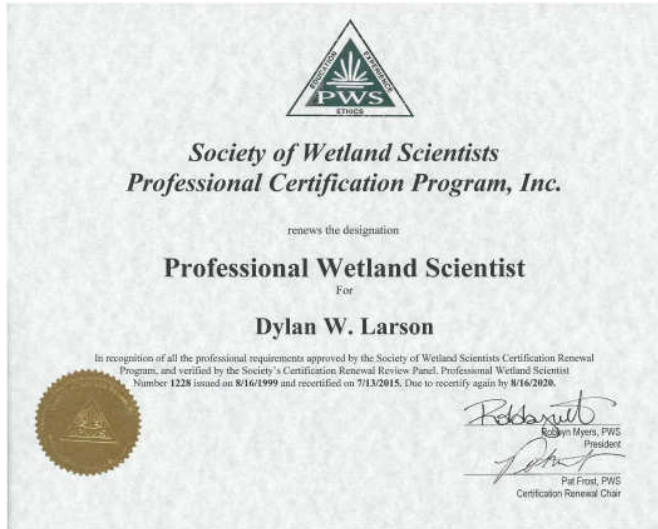 EDUCATION
EXPERIENCE
PWS
ETHICS
Society of Wetland Scientists
Professional Certification Program, Inc.
renews the designation
Professional Wetland Scientist
For
Dylan W. Larson
In recognition of all the professional requirements approved by the Society of Wetland Scientists Certification Renewal
Program, and verified by the Society's Certification Renewal Review Panel. Professional Wetland Scientist
Number 1228 issued on 8/16/1999 and recertified on 7/13/2015. Due to recertify again by 8/16/2020.
Robbyn Myers, PWS
President
Pat Frost, PWS
Certification Renewal Chair